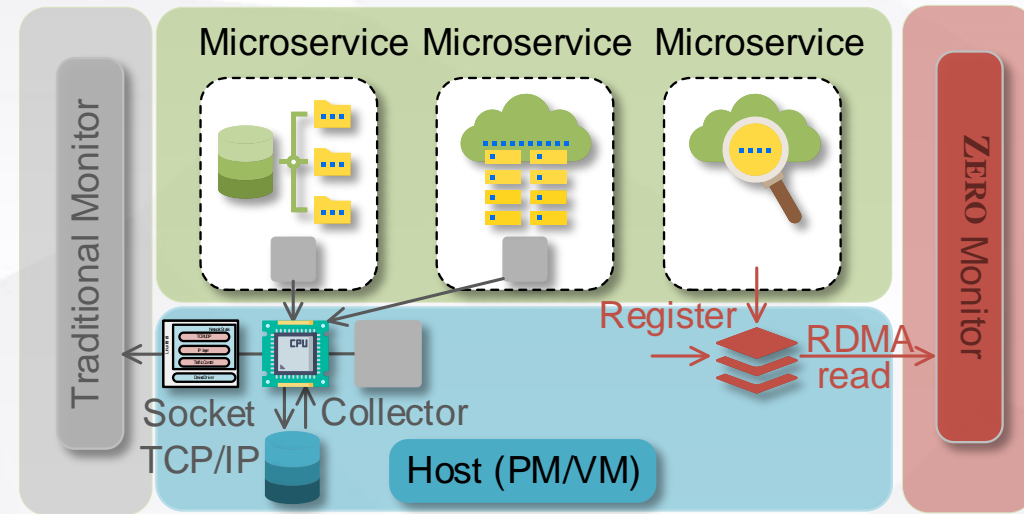 Microservice
Microservice
Microservice
Traditional Monitor
ZERO Monitor
Register
RDMA
read
CPU
Socket
TCP/IP
Collector
Host (PM/VM)